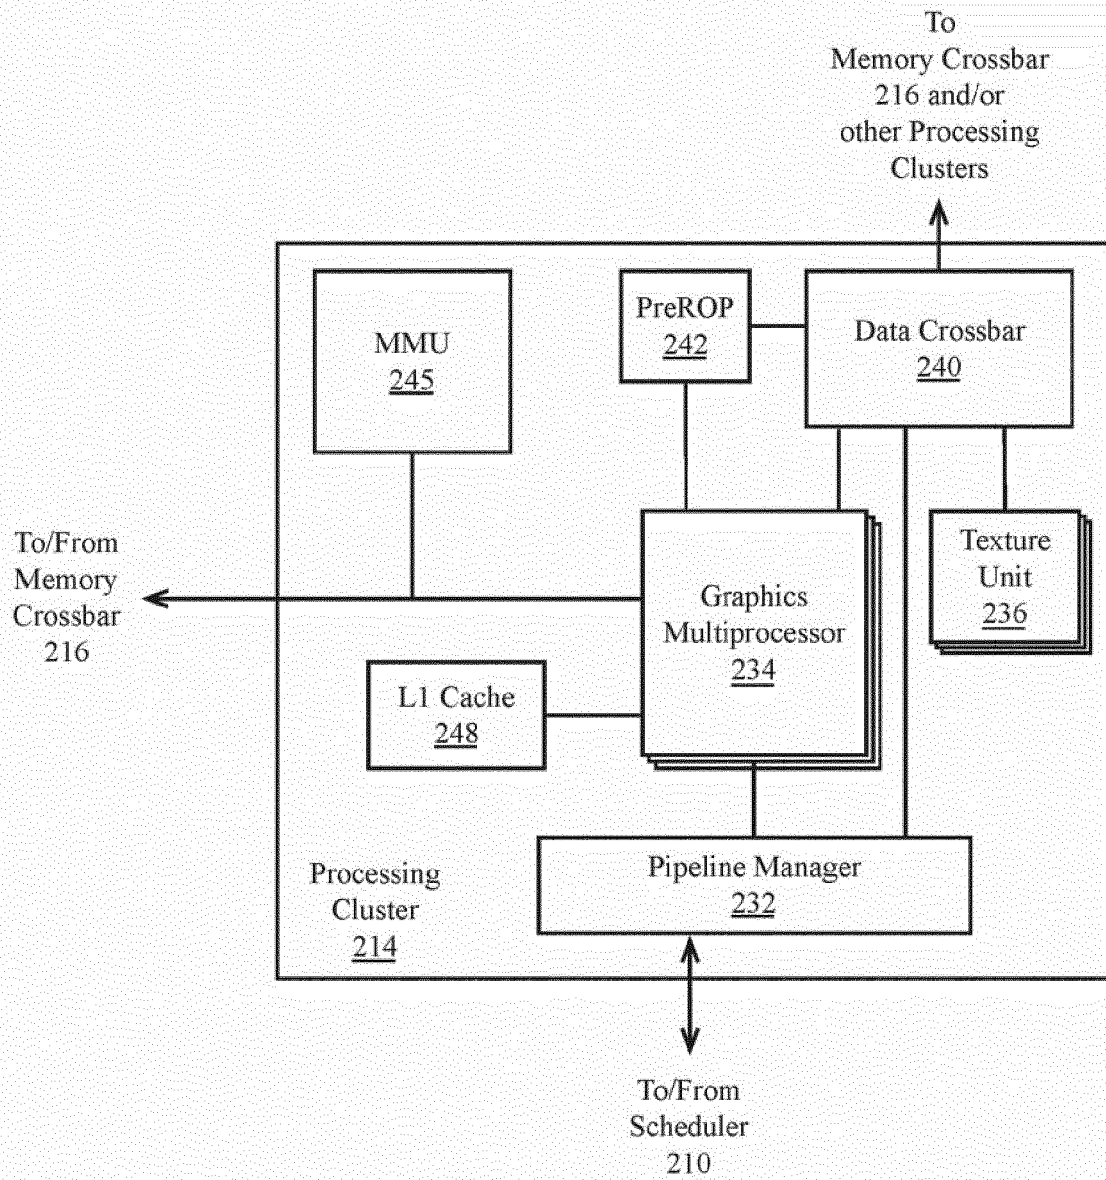 To
Memory Crossbar
216 and/or
other Processing
Clusters
MMU
245
PreROP
242
Data Crossbar
240
To/From
Memory
Crossbar
216
Graphics
Multiprocessor
234
Texture
Unit
236
L1 Cache
248
Pipeline Manager
232
Processing
Cluster
214
To/From
Scheduler
210